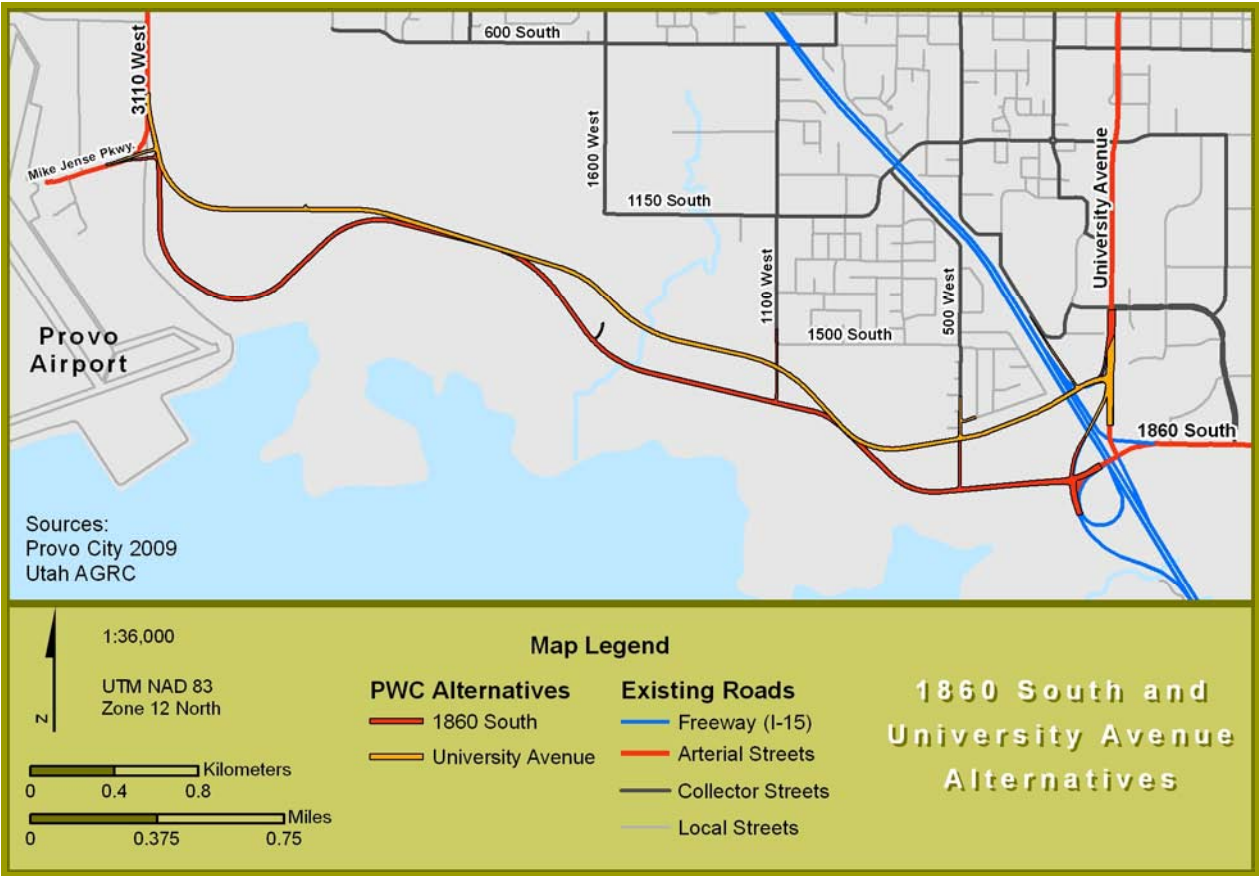 600 South
3110 West
Mike Jense Pkwy.
1600 West
1100 West
1150 South
University Avenue
500 West
1500 South
Provo
Airport
1860 South
Sources:
Provo City 2009
Utah AGRC
N
1:36,000
UTM NAD 83
Zone 12 North
Kilometers
0 0.4 0.8
Miles
0 0.375 0.75
Map Legend
PWC Alternatives
1860 South
University Avenue
Existing Roads
Freeway (I-15)
Arterial Streets
Collector Streets
Local Streets
1860 South and
University Avenue
Alternatives